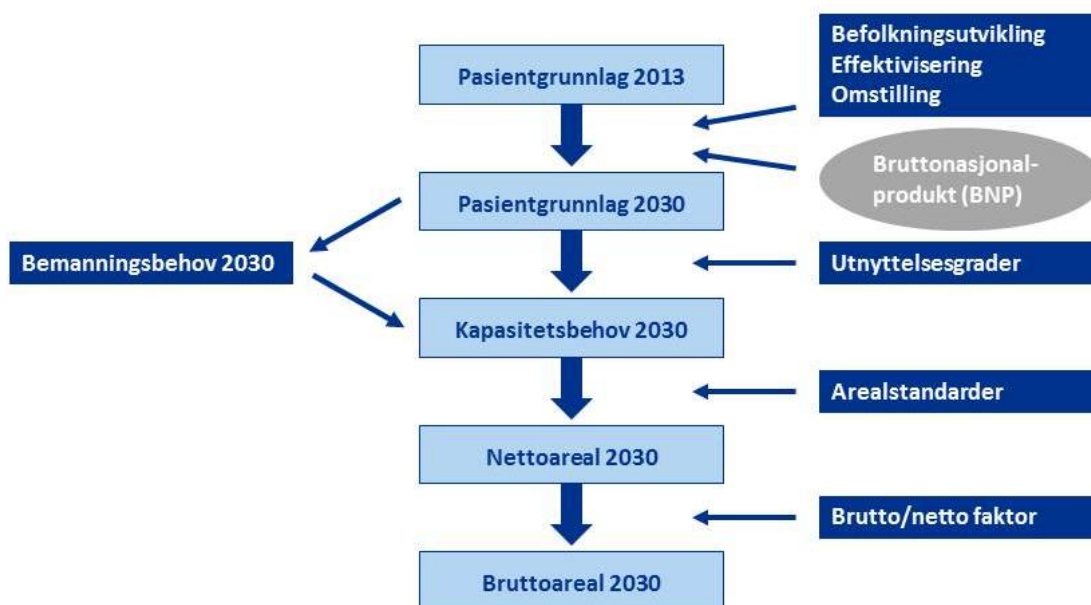 Pasientgrunnlag 2013
Befolkningsutvikling
Effektivisering
Omstilling
Bruttonasjonal-
produkt (BNP)
Pasientgrunnlag 2030
Bemanningsbehov 2030
Utnyttelsesgrader
Kapasitetsbehov 2030
Arealstandarder
Nettoareal 2030
Brutto/netto faktor
Bruttoareal 2030